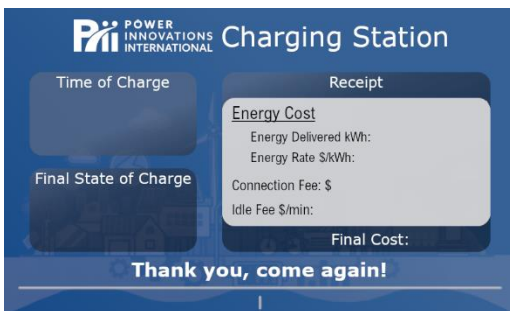 Pii POWER INNOVATIONS INTERNATIONAL Charging Station
Time of Charge
Final State of Charge
Receipt
Energy Cost
Energy Delivered kWh:
Energy Rate $/kWh:
Connection Fee: $
Idle Fee $/min:
Final Cost:
Thank you, come again!